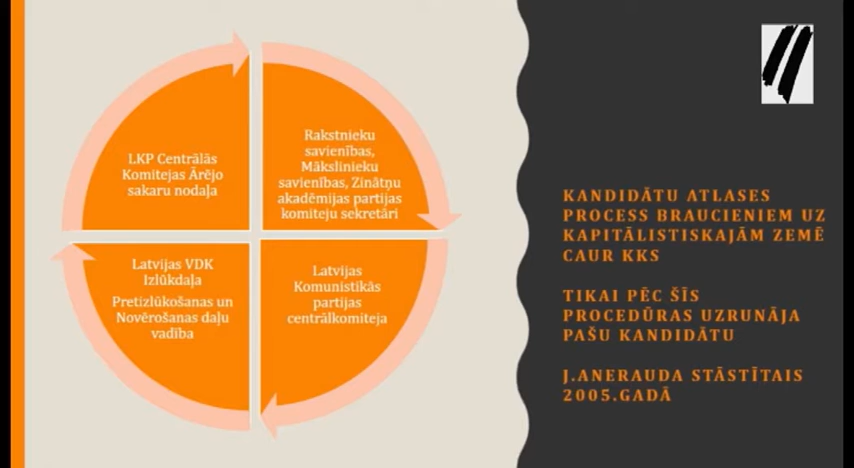 LKP Centrālās
Komitejas Ārējo
sakaru nodaļa
Rakstnieku
savienības,
Mākslinieku
savienības, Zinātņu
akadēmijas partijas
komiteju sekretāri
Latvijas VDK
Izlūkdaļa
Pretizlūkošanas un
Novērošanas daļu
vadība
Latvijas
Komunistikās
partijas
centrālkomiteja
KANDIDĀTU ATLASES
PROCESS BRAUCIENIEM UZ
KAPITĀLISTISKAJĀM ZEMĒ
CAUR KKS
TIKAI PĒC ŠĪS
PROCEDŪRAS UZRUNĀJA
PAŠU KANDIDĀTU
J.ANERAUDA STĀSTĪTAIS
2005.GADĀ